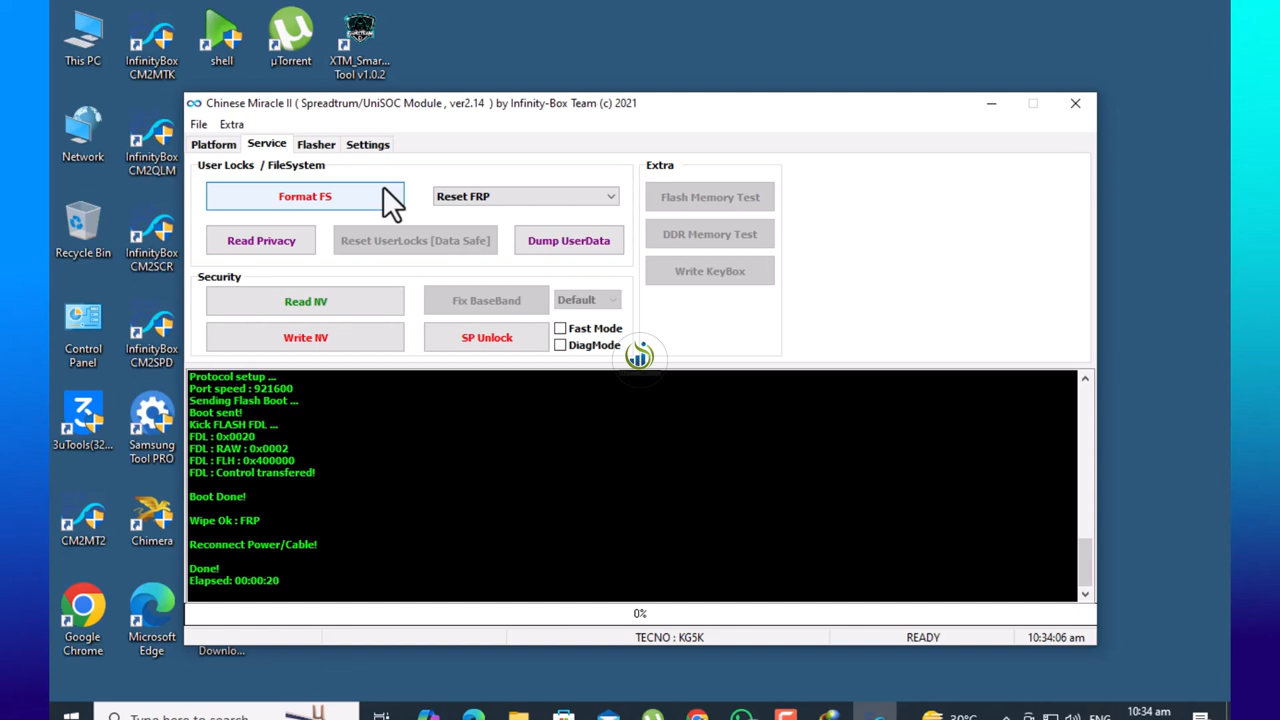 This PC
InfinityBox
CM2MTK
shell
µTorrent
XTM_Smar...
Tool v1.0.2
Network
InfinityBox
CM2QLM
Recycle Bin
InfinityBox
CM2SCR
Control
Panel
InfinityBox
CM2SPD
3uTools(32...
Samsung
Tool PRO
CM2MT2
Chimera
Google
Chrome
Microsoft
Edge
Downlo...
Chinese Miracle II ( Spreadtrum/UniSOC Module , ver2.14 ) by Infinity-Box Team (c) 2021
File Extra
Platform Service Flasher Settings
User Locks / FileSystem
Extra
Format FS
Reset FRP
Flash Memory Test
Read Privacy
Reset UserLocks [Data Safe]
Dump UserData
DDR Memory Test
Security
Write KeyBox
Read NV
Fix BaseBand
Default
Fast Mode
Write NV
SP Unlock
DiagMode
Protocol setup ...
Port speed : 921600
Sending Flash Boot ...
Boot sent!
Kick FLASH FDL ...
FDL : 0x0020
FDL : RAW : 0x0002
FDL : FLH : 0x400000
FDL : Control transfered!
Boot Done!
Wipe Ok : FRP
Reconnect Power/Cable!
Done!
Elapsed: 00:00:20
0%
TECNO : KG5K
READY
10:34:06 am
Type here to search
30°C
10:34 am